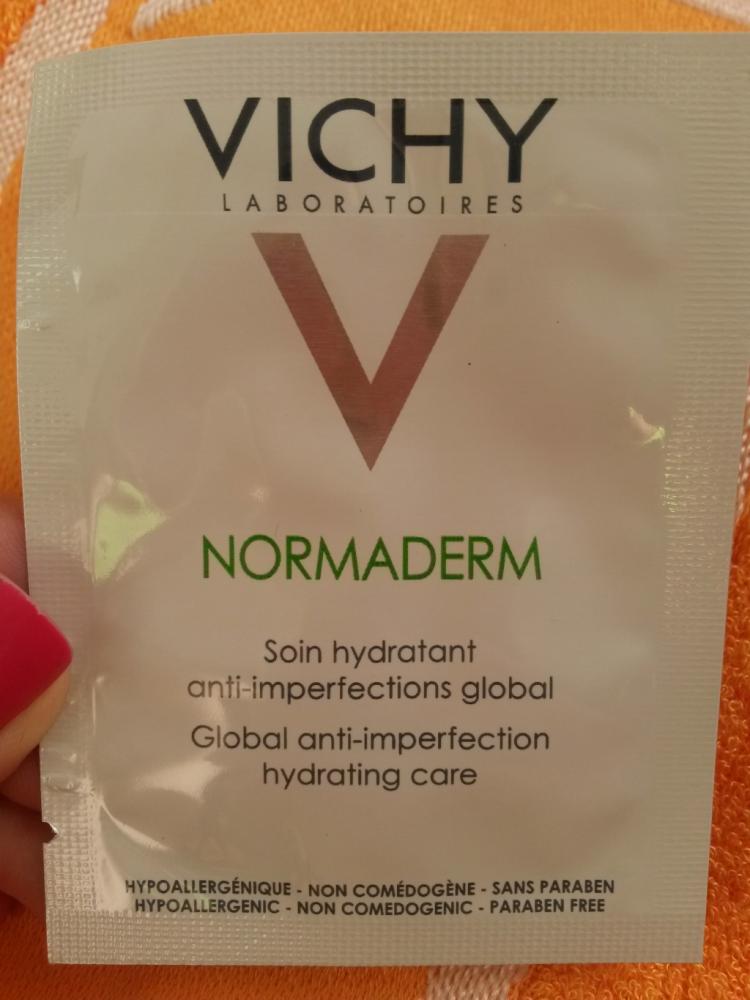 VICHY
LABORATOIRES
V
NORMADERM
Soin hydratant
anti-imperfections global
Global anti-imperfection
hydrating care
HYPOALLERGÉNIQUE - NON COMÉDOGÈNE - SANS PARABEN
HYPOALLERGENIC - NON COMEDOGENIC - PARABEN FREE